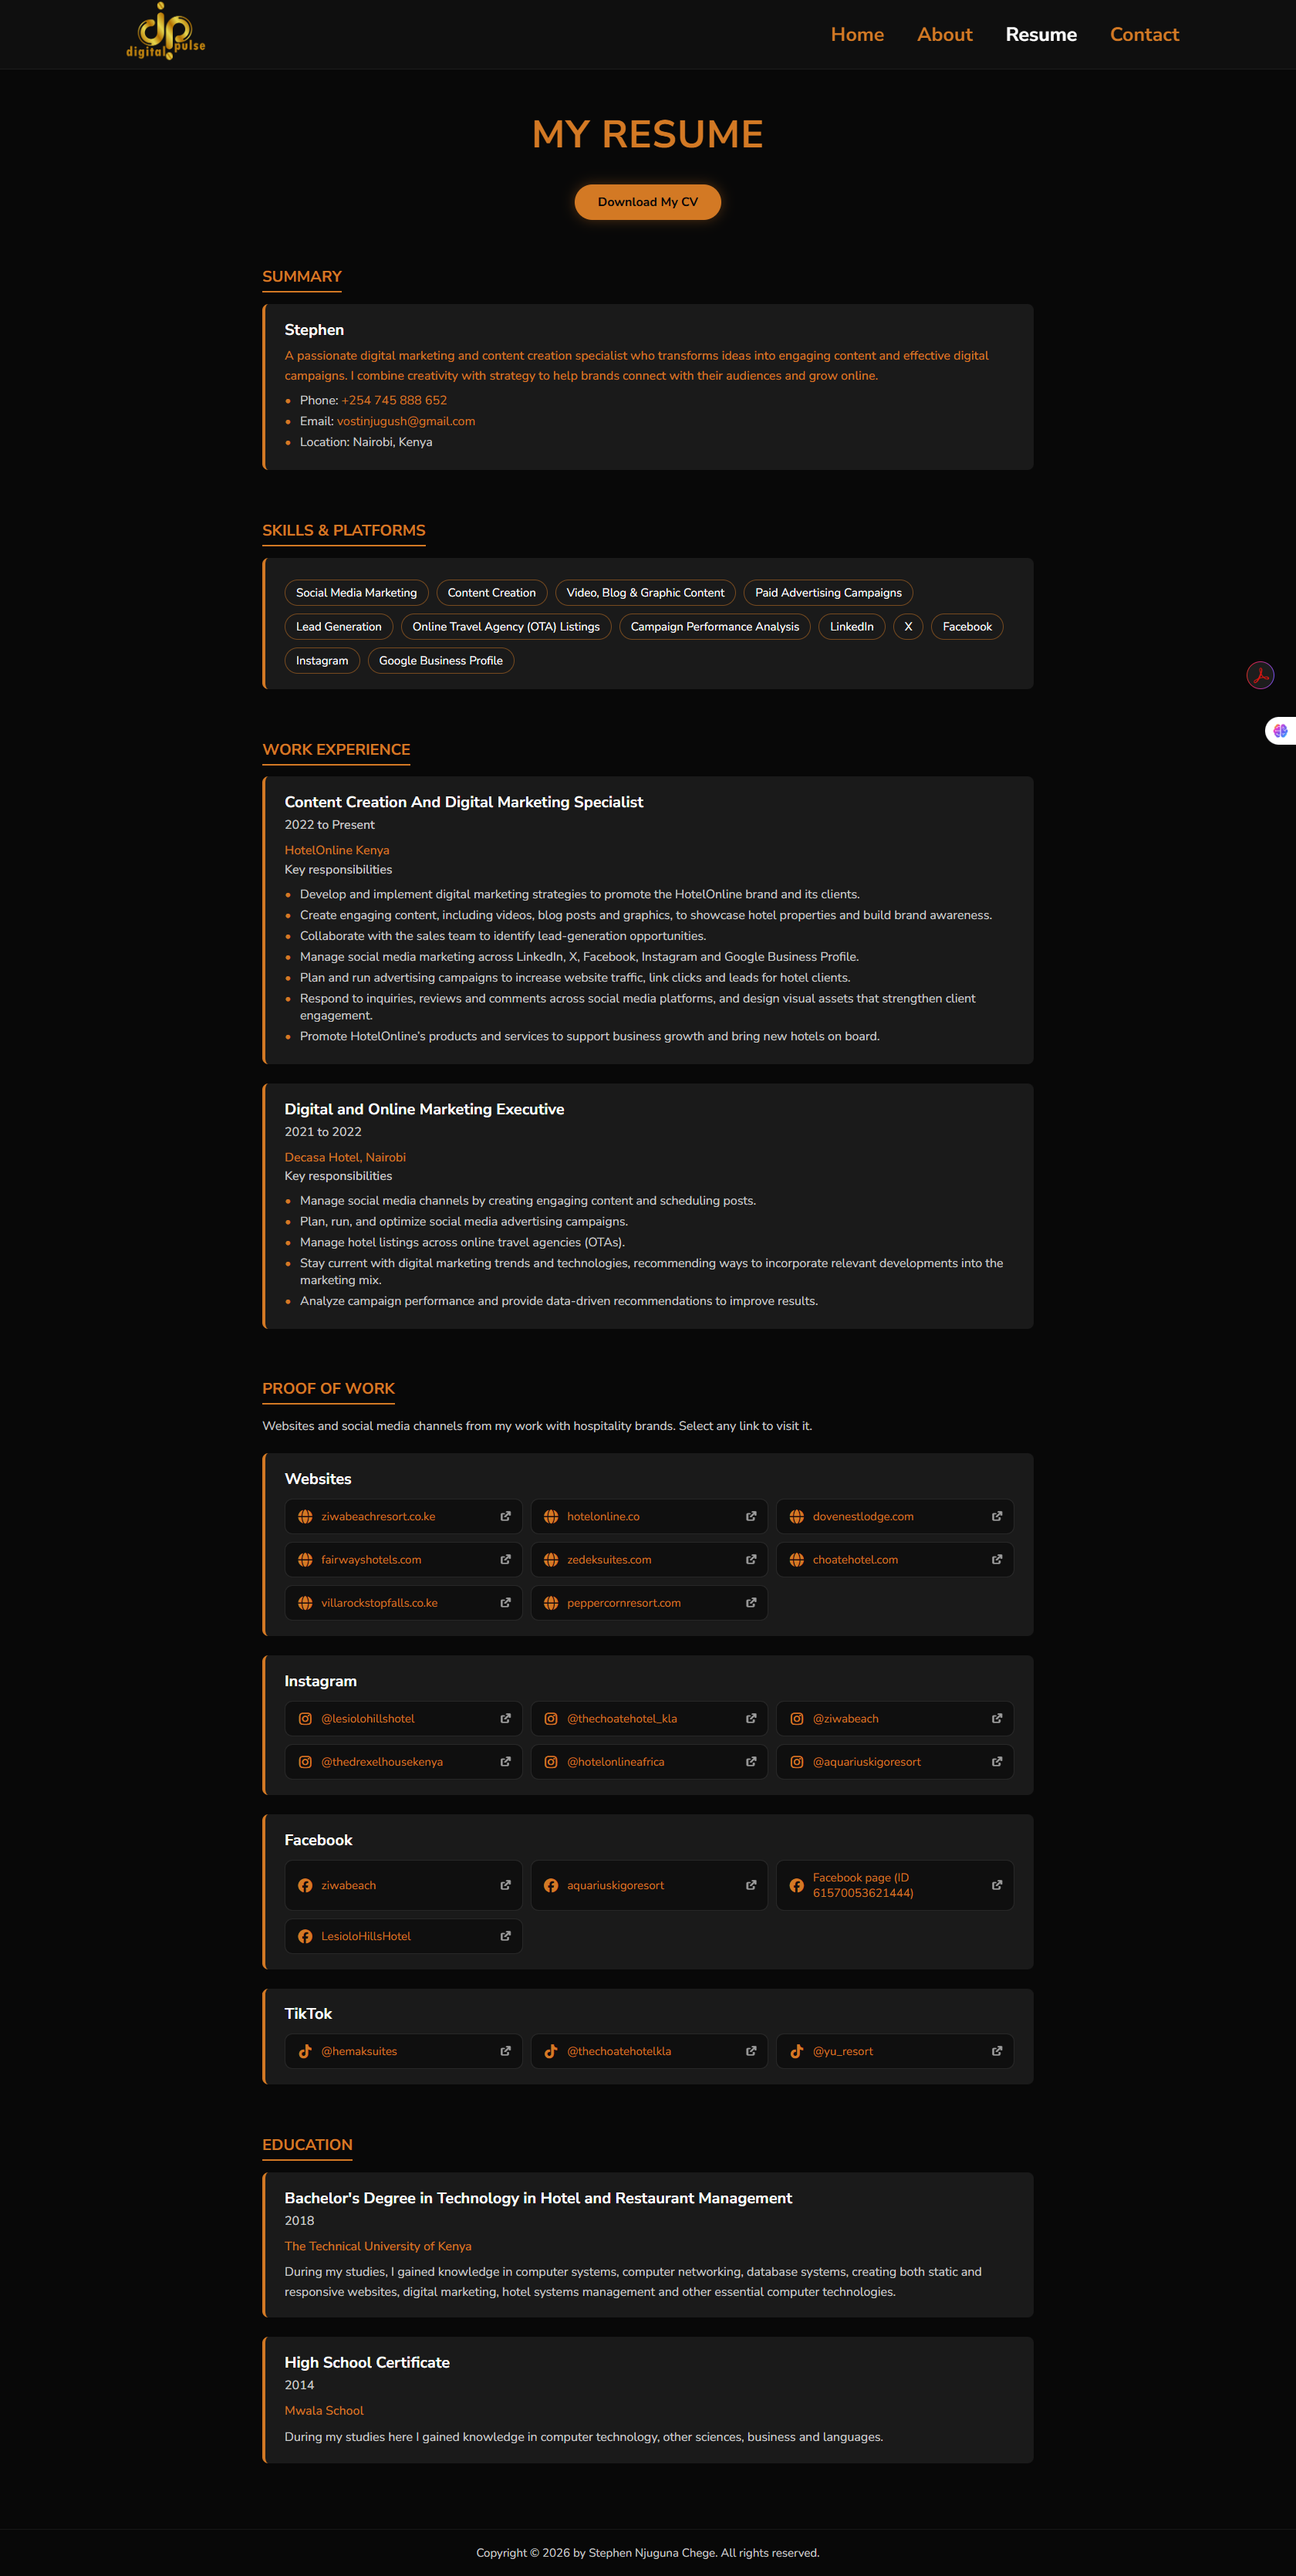 dp
digital pulse
Home About Resume Contact
MY RESUME
Download My CV
SUMMARY
Stephen
A passionate digital marketing and content creation specialist who transforms ideas into engaging content and effective digital
campaigns. I combine creativity with strategy to help brands connect with their audiences and grow online.
Phone: +254 745 888 652
Email: vostinjugush@gmail.com
Location: Nairobi, Kenya
SKILLS & PLATFORMS
Social Media Marketing Content Creation Video, Blog & Graphic Content Paid Advertising Campaigns
Lead Generation Online Travel Agency (OTA) Listings Campaign Performance Analysis LinkedIn X Facebook
Instagram Google Business Profile
WORK EXPERIENCE
Content Creation And Digital Marketing Specialist
2022 to Present
HotelOnline Kenya
Key responsibilities
Develop and implement digital marketing strategies to promote the HotelOnline brand and its clients.
Create engaging content, including videos, blog posts and graphics, to showcase hotel properties and build brand awareness.
Collaborate with the sales team to identify lead-generation opportunities.
Manage social media marketing across LinkedIn, X, Facebook, Instagram and Google Business Profile.
Plan and run advertising campaigns to increase website traffic, link clicks and leads for hotel clients.
Respond to inquiries, reviews and comments across social media platforms, and design visual assets that strengthen client
engagement.
Promote HotelOnline's products and services to support business growth and bring new hotels on board.
Digital and Online Marketing Executive
2021 to 2022
Decasa Hotel, Nairobi
Key responsibilities
Manage social media channels by creating engaging content and scheduling posts.
Plan, run, and optimize social media advertising campaigns.
Manage hotel listings across online travel agencies (OTAs).
Stay current with digital marketing trends and technologies, recommending ways to incorporate relevant developments into the
marketing mix.
Analyze campaign performance and provide data-driven recommendations to improve results.
PROOF OF WORK
Websites and social media channels from my work with hospitality brands. Select any link to visit it.
Websites
ziwabeachresort.co.ke hotelonline.co dovenestlodge.com
fairwayshotels.com zedeksuites.com choatehotel.com
villarockstopfalls.co.ke peppercornresort.com
Instagram
@lesiolohillshotel @thechoatehotel_kla @ziwabeach
@thedrexelhousekenya @hotelonlineafrica @aquariuskigoresort
Facebook
ziwabeach aquariuskigoresort Facebook page (ID
61570053621444)
LesioloHillsHotel
TikTok
@hemaksuites @thechoatehotelkla @yu_resort
EDUCATION
Bachelor's Degree in Technology in Hotel and Restaurant Management
2018
The Technical University of Kenya
During my studies, I gained knowledge in computer systems, computer networking, database systems, creating both static and
responsive websites, digital marketing, hotel systems management and other essential computer technologies.
High School Certificate
2014
Mwala School
During my studies here I gained knowledge in computer technology, other sciences, business and languages.
Copyright © 2026 by Stephen Njuguna Chege. All rights reserved.